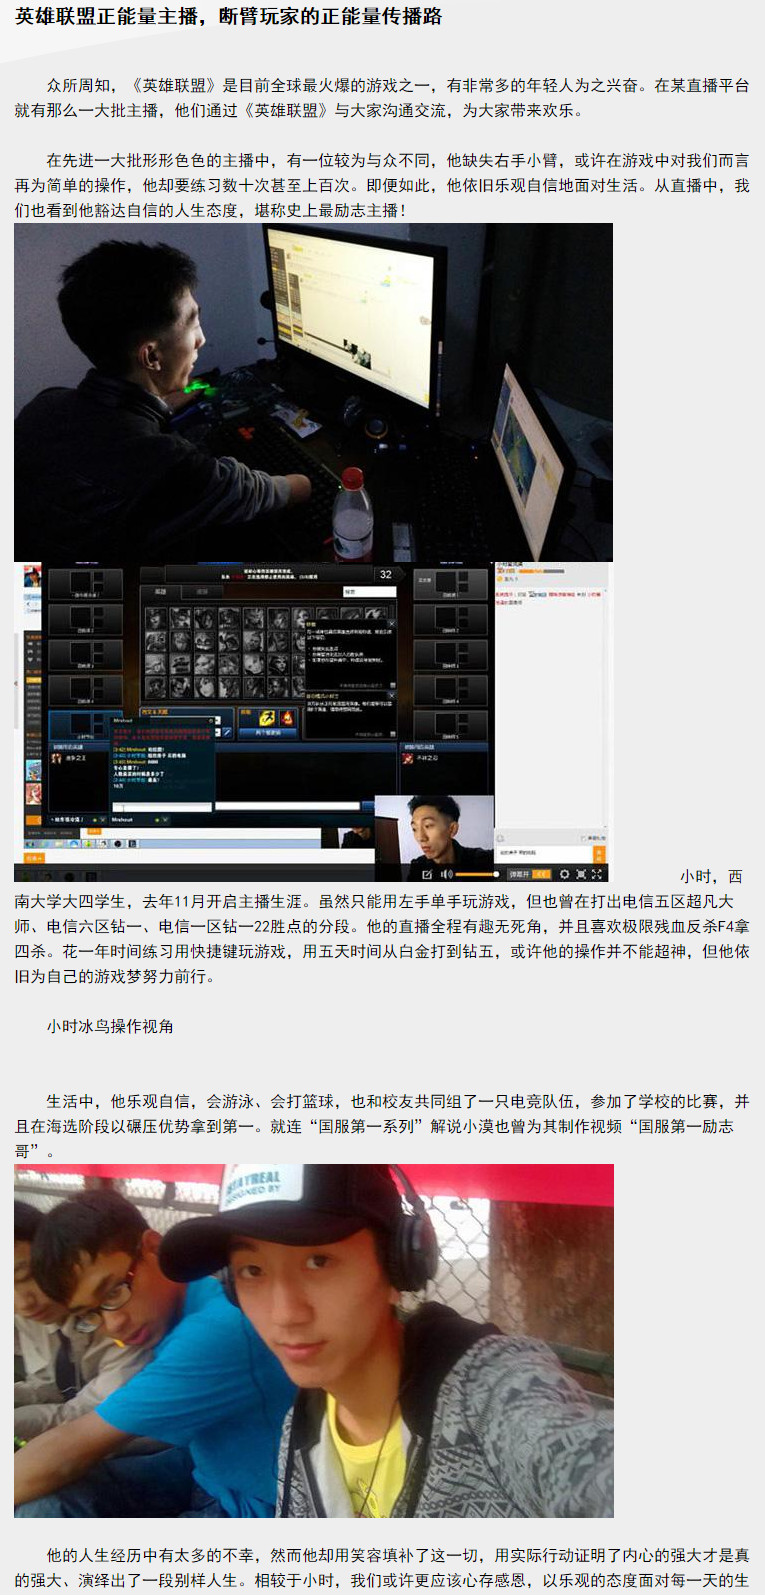 英雄联盟正能量主播，断臂玩家的正能量传播路
众所周知，《英雄联盟》是目前全球最火爆的游戏之一，有非常多的年轻人为之兴奋。在某直播平台
就有那么一大批主播，他们通过《英雄联盟》与大家沟通交流，为大家带来欢乐。
在先进一大批形形色色的主播中，有一位较为与众不同，他缺失右手小臂，或许在游戏中对我们而言
再为简单的操作，他却要练习数十次甚至上百次。即便如此，他依旧乐观自信地面对生活。从直播中，我
们也看到他豁达自信的人生态度，堪称史上最励志主播！
32
Mirshout
Mirshout
小时，西
南大学大四学生，去年11月开启主播生涯。虽然只能用左手单手玩游戏，但也曾在打出电信五区超凡大
师、电信六区钻一、电信一区钻一22胜点的分段。他的直播全程有趣无死角，并且喜欢极限残血反杀F4拿
四杀。花一年时间练习用快捷键玩游戏，用五天时间从白金打到钻五，或许他的操作并不能超神，但他依
旧为自己的游戏梦努力前行。
小时冰鸟操作视角
生活中，他乐观自信，会游泳、会打篮球，也和校友共同组了一只电竞队伍，参加了学校的比赛，并
且在海选阶段以碾压优势拿到第一。就连“国服第一系列”解说小漠也曾为其制作视频“国服第一励志
哥”。
DESIGNED BY
他的人生经历中有太多的不幸，然而他却用笑容填补了这一切，用实际行动证明了内心的强大才是真
的强大、演绎出了一段别样人生。相较于小时，我们或许更应该心存感恩，以乐观的态度面对每一天的生